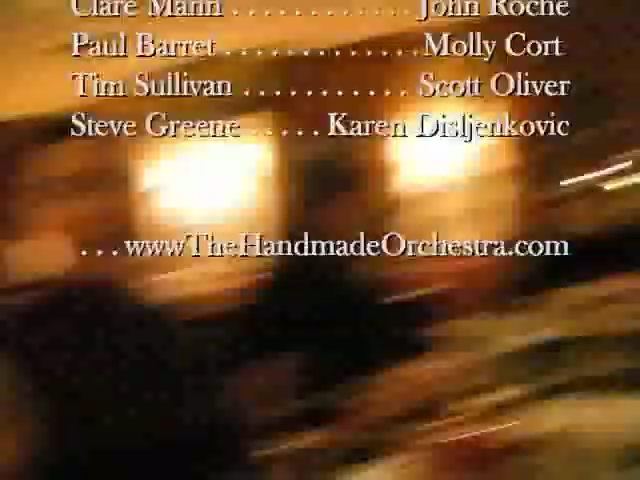 Clare Mann . . . . . . . . . . . . John Roche
Paul Barret . . . . . . . . . . . . . Molly Cort
Tim Sullivan . . . . . . . . . . . Scott Oliver
Steve Greene . . . . . Karen Disljenkovic
. . . www.TheHandmadeOrchestra.com